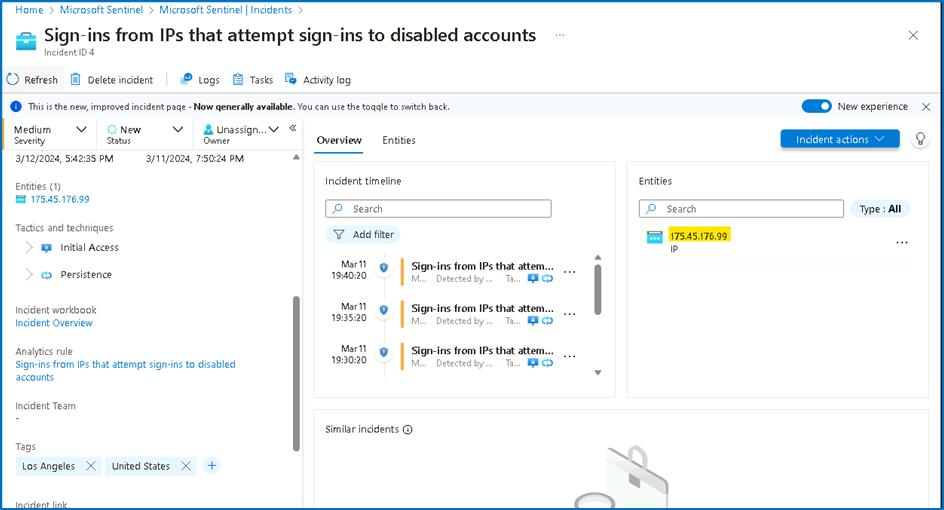 Home > Microsoft Sentinel > Microsoft Sentinel | Incidents >
Sign-ins from IPs that attempt sign-ins to disabled accounts ...
Incident ID 4
Refresh Delete incident Logs Tasks Activity log
This is the new, improved incident page - Now generally available. You can use the toggle to switch back.
New experience
Medium
Severity
New
Status
Unassign...
Owner
3/12/2024, 5:42:35 PM 3/11/2024, 7:50:24 PM
Entities (1)
175.45.176.99
Tactics and techniques
Initial Access
Persistence
Incident workbook
Incident Overview
Analytics rule
Sign-ins from IPs that attempt sign-ins to disabled
accounts
Incident Team
-
Tags
Los Angeles
United States
Incident link
Overview Entities
Incident actions
Incident timeline
Search
Add filter
Mar 11
19:40:20
Sign-ins from IPs that attem...
M... Detected by ... Ta...
Mar 11
19:35:20
Sign-ins from IPs that attem...
M... Detected by ... Ta...
Mar 11
19:30:20
Sign-ins from IPs that attem...
M... Detected by ... Ta...
Entities
Search
Type : All
175.45.176.99
IP
Similar incidents